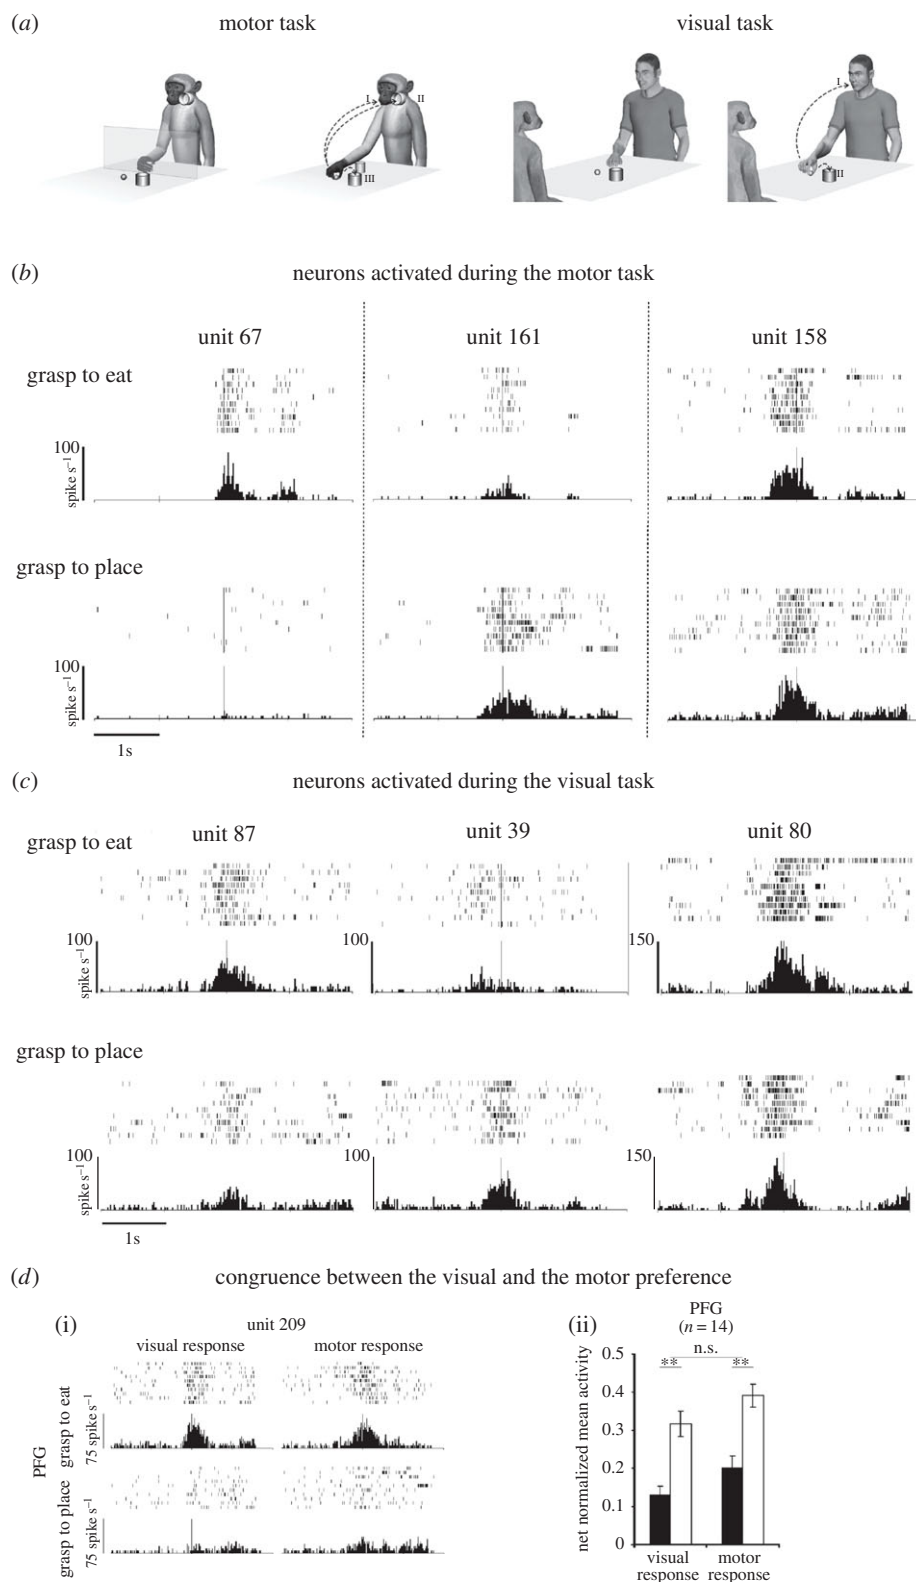 (a)
motor task
visual task
I
II
III
I
II
(b)
neurons activated during the motor task
unit 67
unit 161
unit 158
grasp to eat
100
spike s⁻¹
grasp to place
100
spike s⁻¹
1s
(c)
neurons activated during the visual task
unit 87
unit 39
unit 80
grasp to eat
100
100
150
spike s⁻¹
grasp to place
100
100
150
spike s⁻¹
1s
(d)
congruence between the visual and the motor preference
(i)
unit 209
visual response
motor response
PFG
grasp to eat
75 spike s⁻¹
grasp to place
75 spike s⁻¹
(ii)
PFG
(n = 14)
n.s.
**
**
net normalized mean activity
0.5
0.4
0.3
0.2
0.1
0
visual
response
motor
response